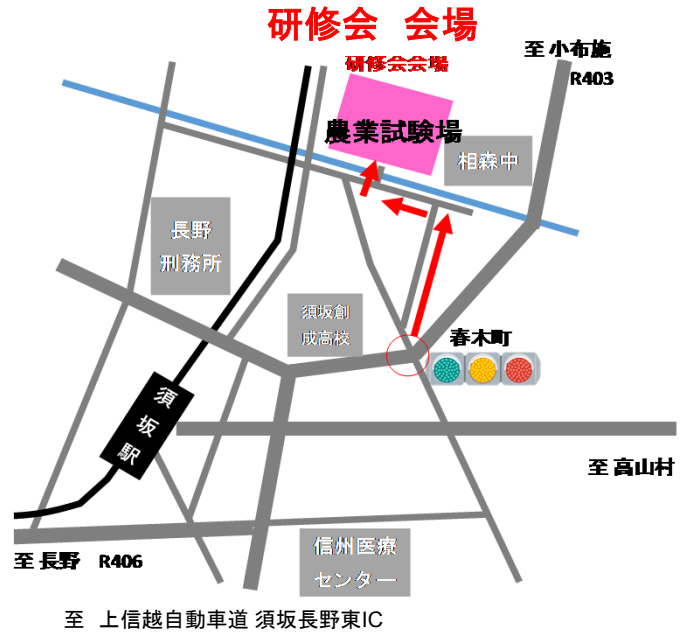 研修会 会場
至 小布施
研修会会場
R403
農業試験場
相森中
長野
刑務所
須坂創
成高校
春木町
須坂駅
至 高山村
信州医療
センター
至 長野 R406
至 上信越自動車道 須坂長野東IC